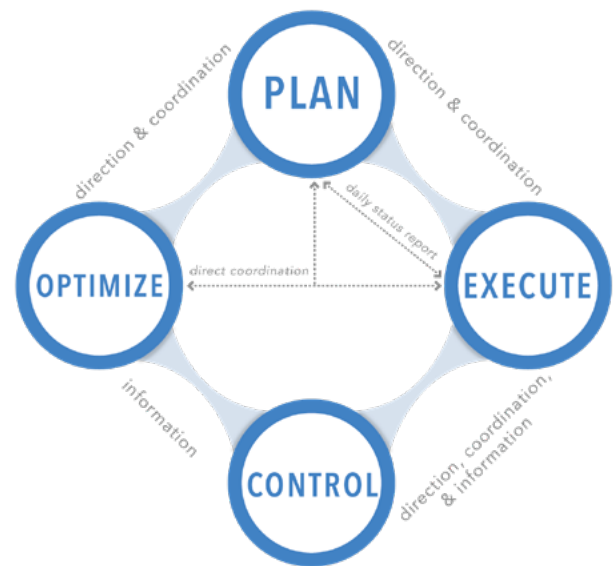 direction & coordination
PLAN
direction & coordination
daily status report
direct coordination
OPTIMIZE
EXECUTE
information
CONTROL
direction, coordination,
& information